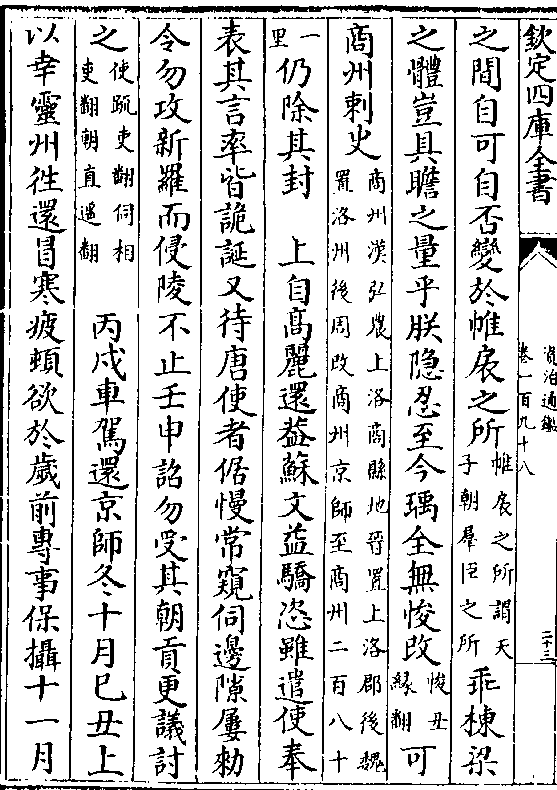 欽定四庫全書
資治通鑑
卷一百九十八
二十三
之間自可自否變於帷扆之所帷扆之所謂天子朝羣臣之所乖棟梁
之體豈具瞻之量乎朕隱忍至今瑀全無悛改悛丑緣翻可
商州刺史商州漢弘農上洛商縣地晉置上洛郡後魏置洛州後周改商州京師至商州二百八十
一里仍除其封　上自高麗還葢蘇文益驕恣雖遣使奉
表其言率皆詭誕又待唐使者倨慢常窺伺邊隙屢勅
令勿攻新羅而侵陵不止壬申詔勿受其朝貢更議討
之使疏吏翻伺相吏翻朝直遥翻　丙戌車駕還京師冬十月己丑上
以幸靈州往還冒寒疲頓欲於歲前專事保攝十一月